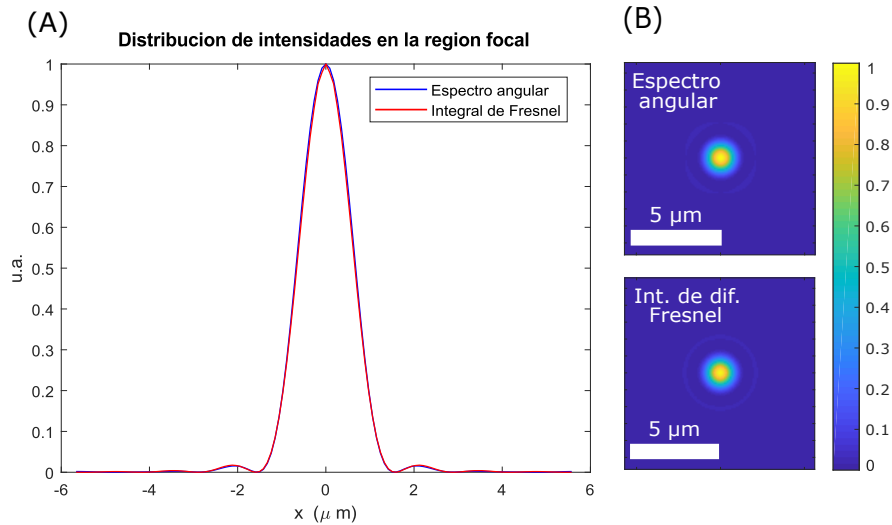 (A)
Distribucion de intensidades en la region focal
1
0.9
0.8
0.7
0.6
0.5
0.4
0.3
0.2
0.1
0
-6
-4
-2
0
2
4
6
u.a.
x (μ m)
Espectro angular
Integral de Fresnel
(B)
Espectro
angular
5 μm
Int. de dif.
Fresnel
5 μm
1
0.9
0.8
0.7
0.6
0.5
0.4
0.3
0.2
0.1
0